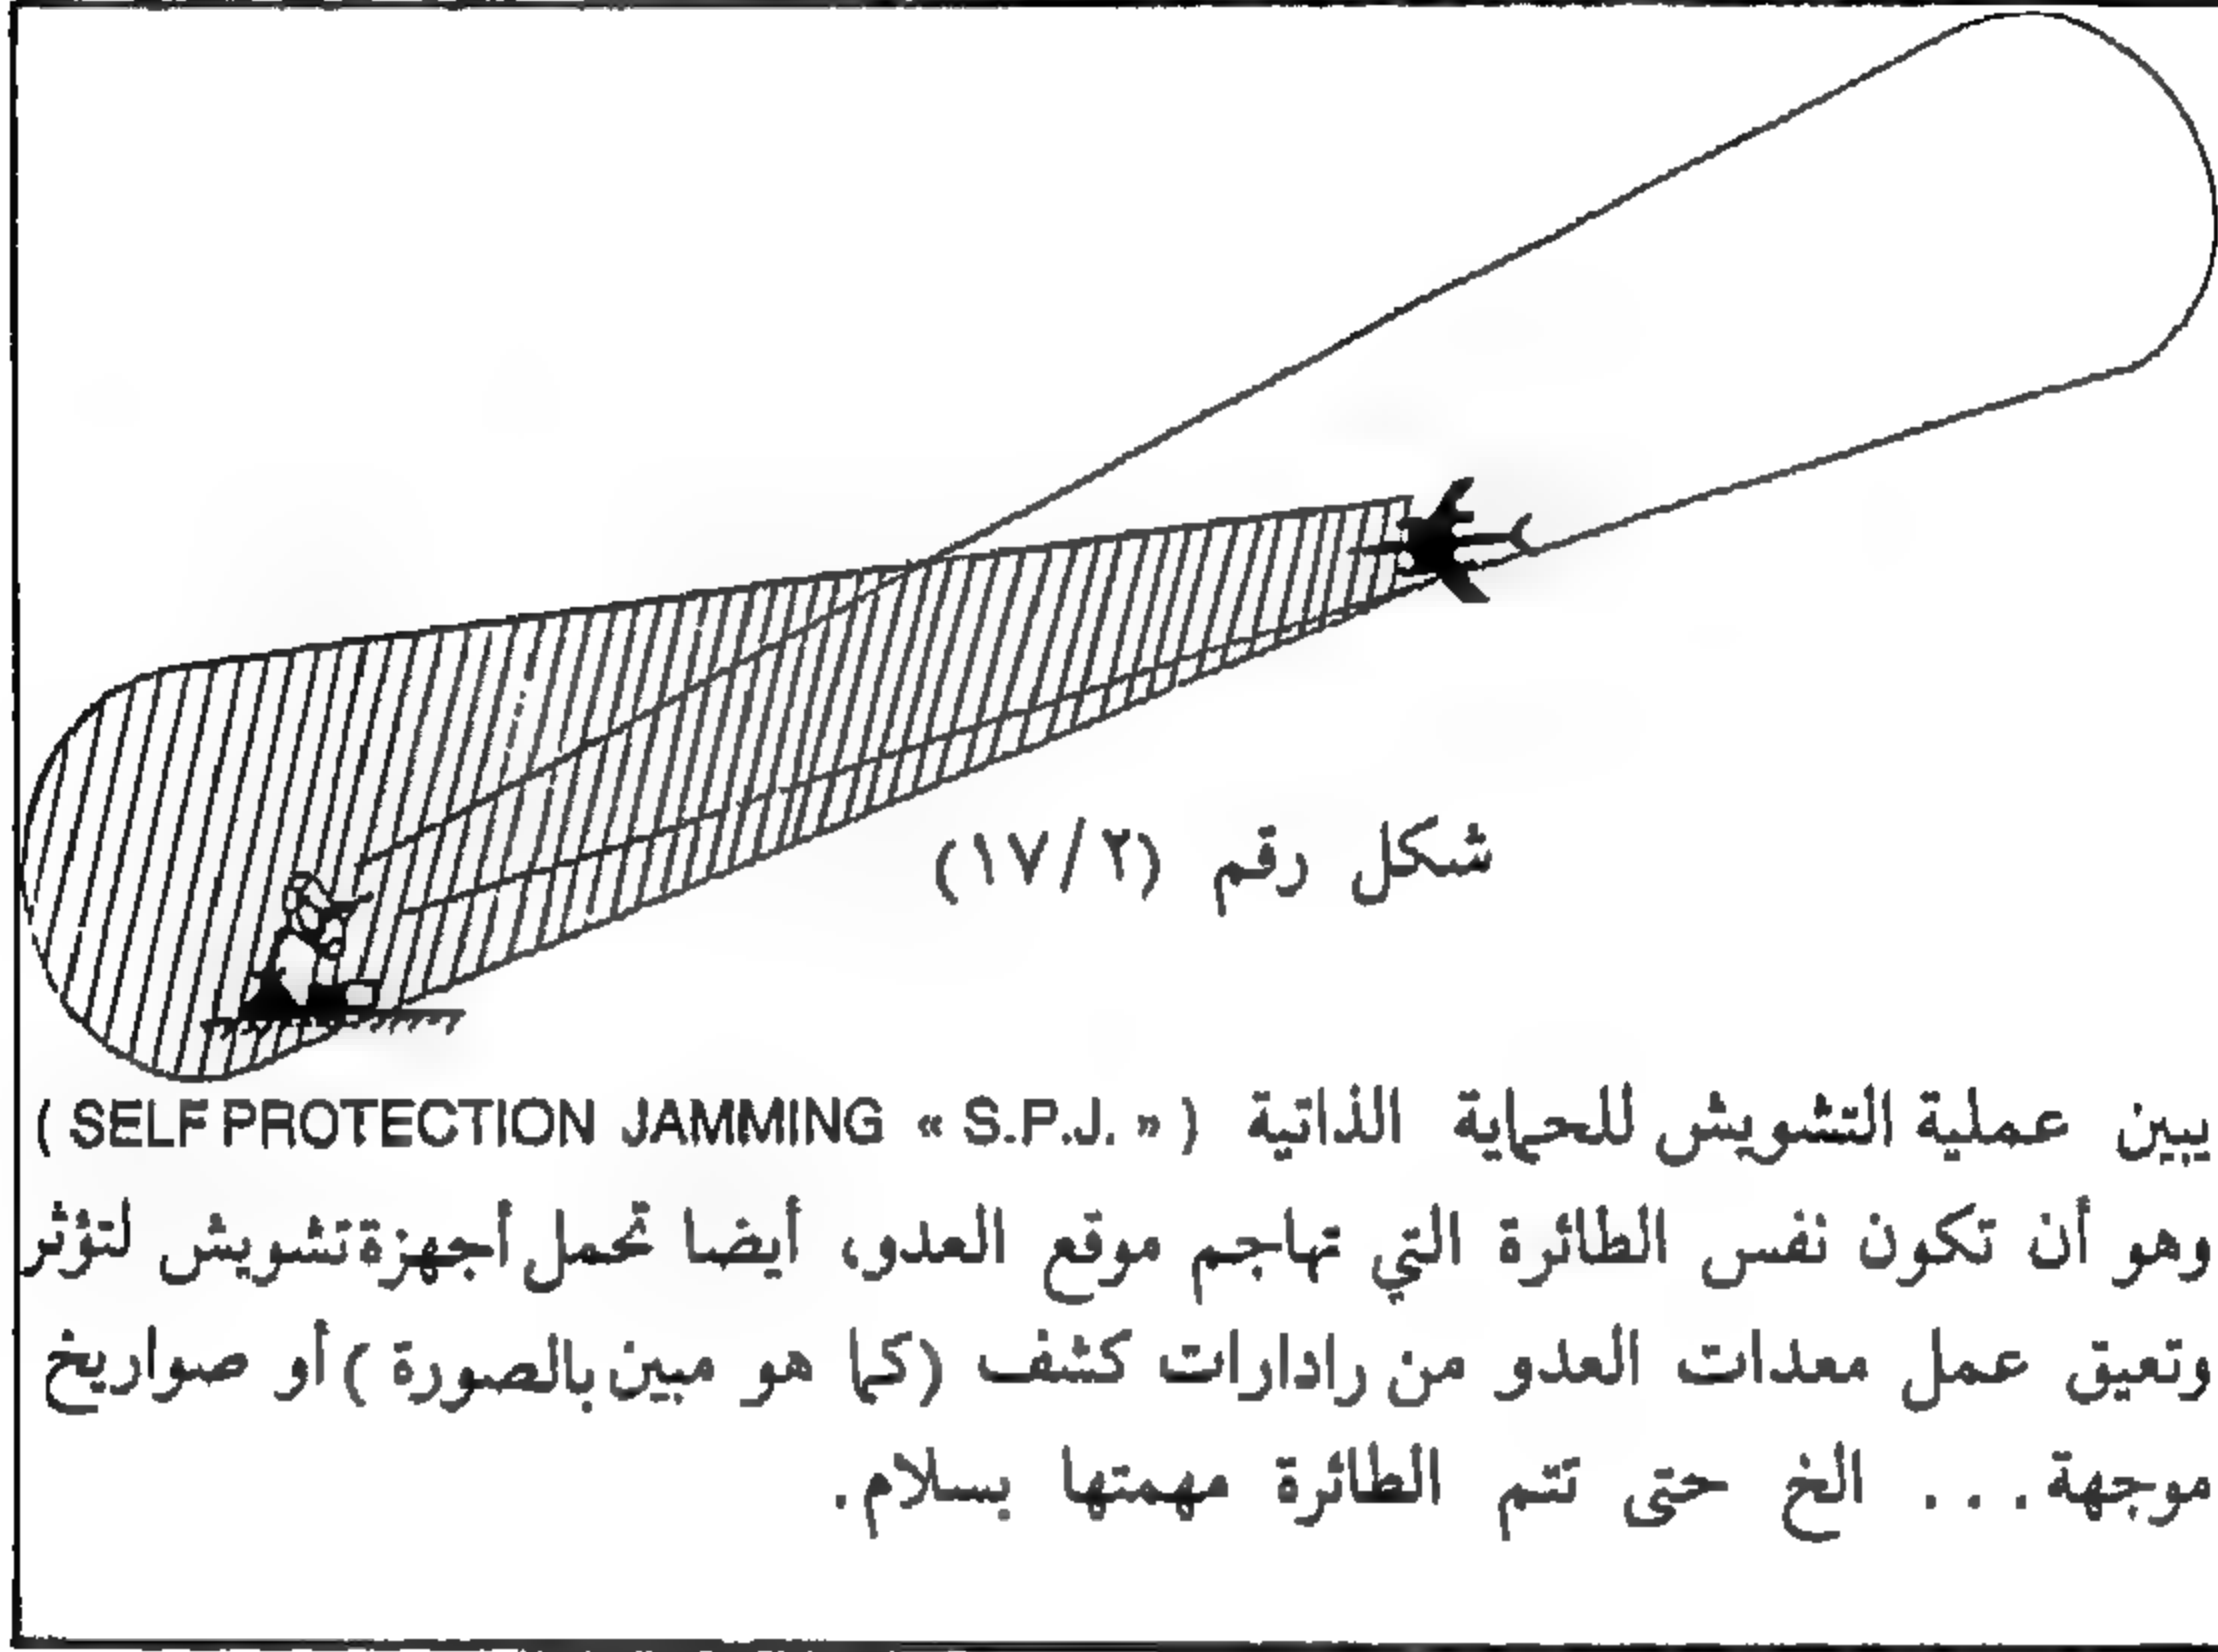 شكل رقم (١٧/٢)
يبين عملية التشويش للحماية الذاتية ( SELF PROTECTION JAMMING « S.P.J. » )
وهو أن تكون نفس الطائرة التي تهاجم موقع العدو، أيضا تحمل أجهزة تشويش لتؤثر
وتعيق عمل معدات العدو من رادارات كشف (كما هو مبين بالصورة ) أو صواريخ
موجهة . . . الخ حتى تتم الطائرة مهمتها بسلام .